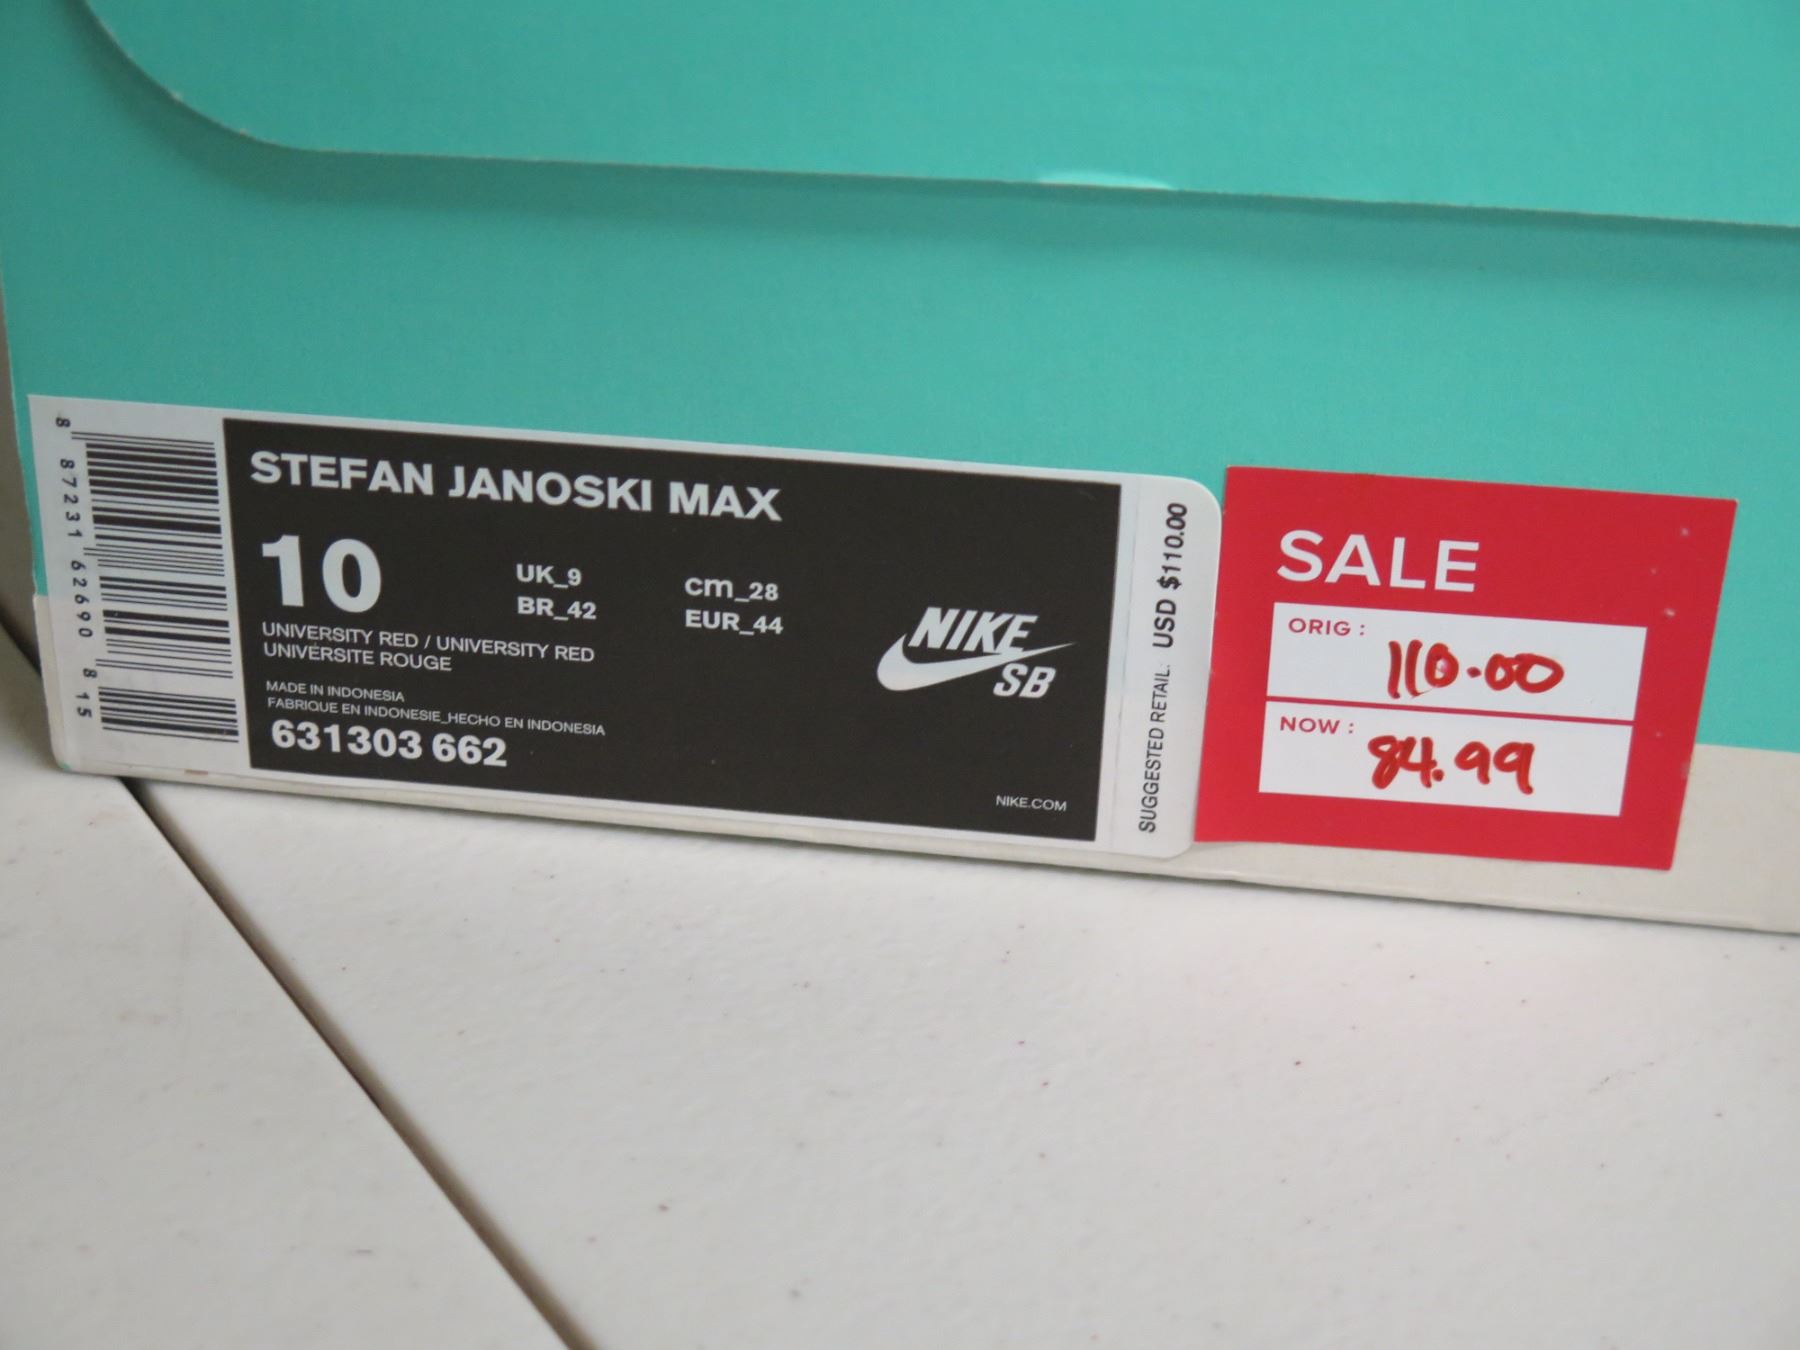 8 87231 62690 8 15
STEFAN JANOSKI MAX
10
UK_9
BR_42
cm_28
EUR_44
UNIVERSITY RED / UNIVERSITY RED
UNIVERSITE ROUGE
MADE IN INDONESIA
FABRIQUE EN INDONESIE_HECHO EN INDONESIA
631303 662
NIKE
SB
NIKE.COM
SUGGESTED RETAIL: USD $110.00
SALE
ORIG : 110.00
NOW : 84.99